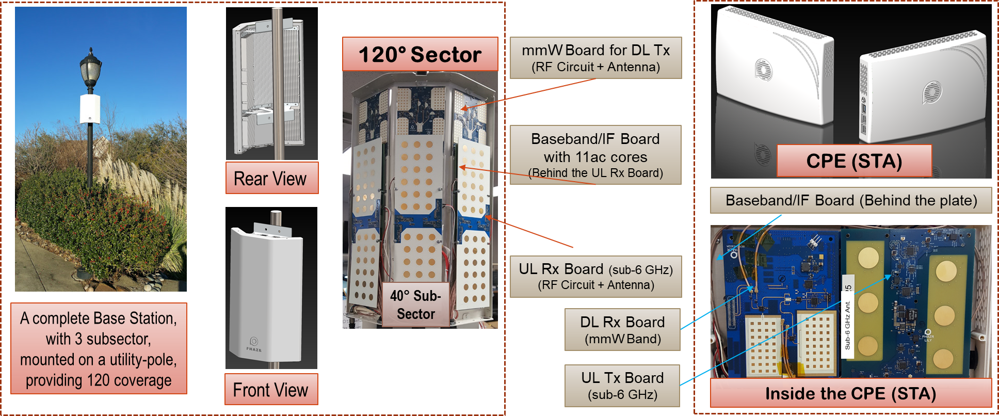 A complete Base Station,
with 3 subsector,
mounted on a utility-pole,
providing 120 coverage
Rear View
PHAZR
Front View
120° Sector
40° Sub-
Sector
mmW Board for DL Tx
(RF Circuit + Antenna)
Baseband/IF Board
with 11ac cores
(Behind the UL Rx Board)
UL Rx Board (sub-6 GHz)
(RF Circuit + Antenna)
DL Rx Board
(mmW Band)
UL Tx Board
(sub-6 GHz)
CPE (STA)
Baseband/IF Board (Behind the plate)
PHAZR
Sub-6 GHz Ant.
PHAZR
LILY
Inside the CPE (STA)